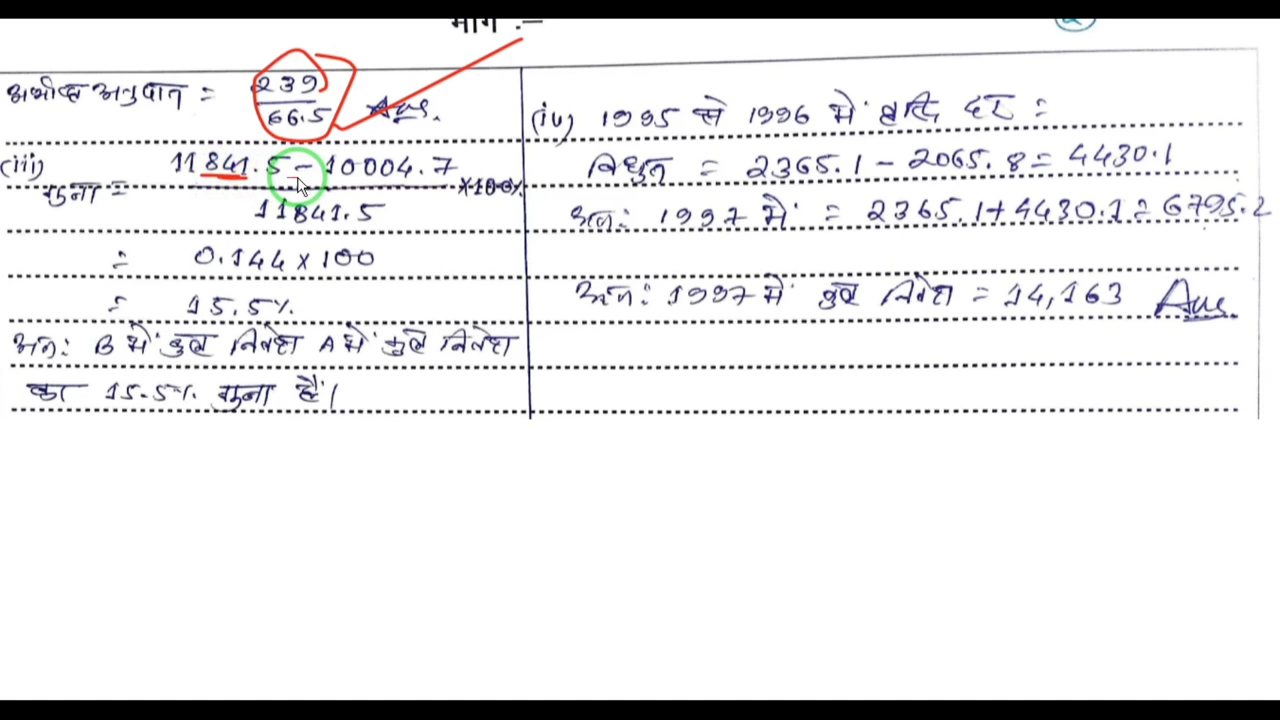 भाग :-
अभीष्ट अनुपात = 239/66.5 Ans.
(iii) गुना = 11841.5 - 10004.7 / 11841.5 × 100%
= 0.144 × 100
= 15.5%
अतः B में कुल निवेश A में कुल निवेश
का 15.5% गुना है।
(iv) 1995 से 1996 में वृद्धि दर =
विधुत = 2365.1 - 2065.8 = 4430.1
अतः 1997 में = 2365.1 + 4430.1 = 6795.2
अतः 1997 में कुल निवेश = 14,163 Ans